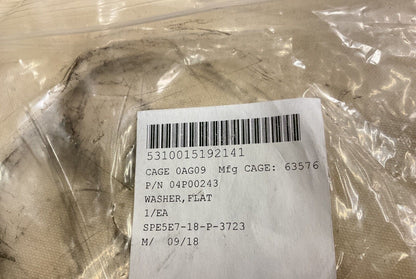 5310015192141
CAGE 0AG09 Mfg CAGE: 63576
P/N 04P00243
WASHER,FLAT
1/EA
SPE5E7-18-P-3723
M/ 09/18